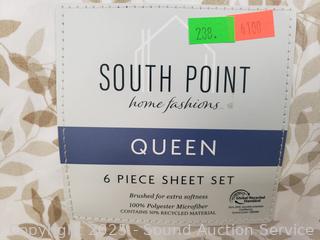 238.
6100
SOUTH POINT
home fashions
QUEEN
6 PIECE SHEET SET
Brushed for extra softness
100% Polyester Microfiber
CONTAINS 50% RECYCLED MATERIAL
Global Recycled
Standard
Copyright 2025 - Sound Auction Service